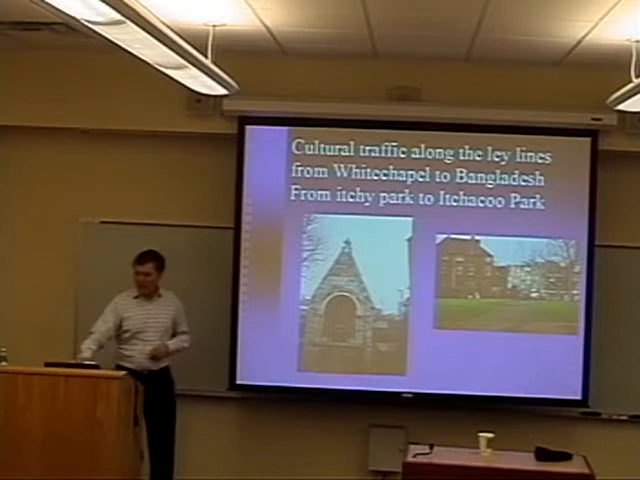 Cultural traffic along the ley lines
from Whitechapel to Bangladesh
From itchy park to Itchacoo Park